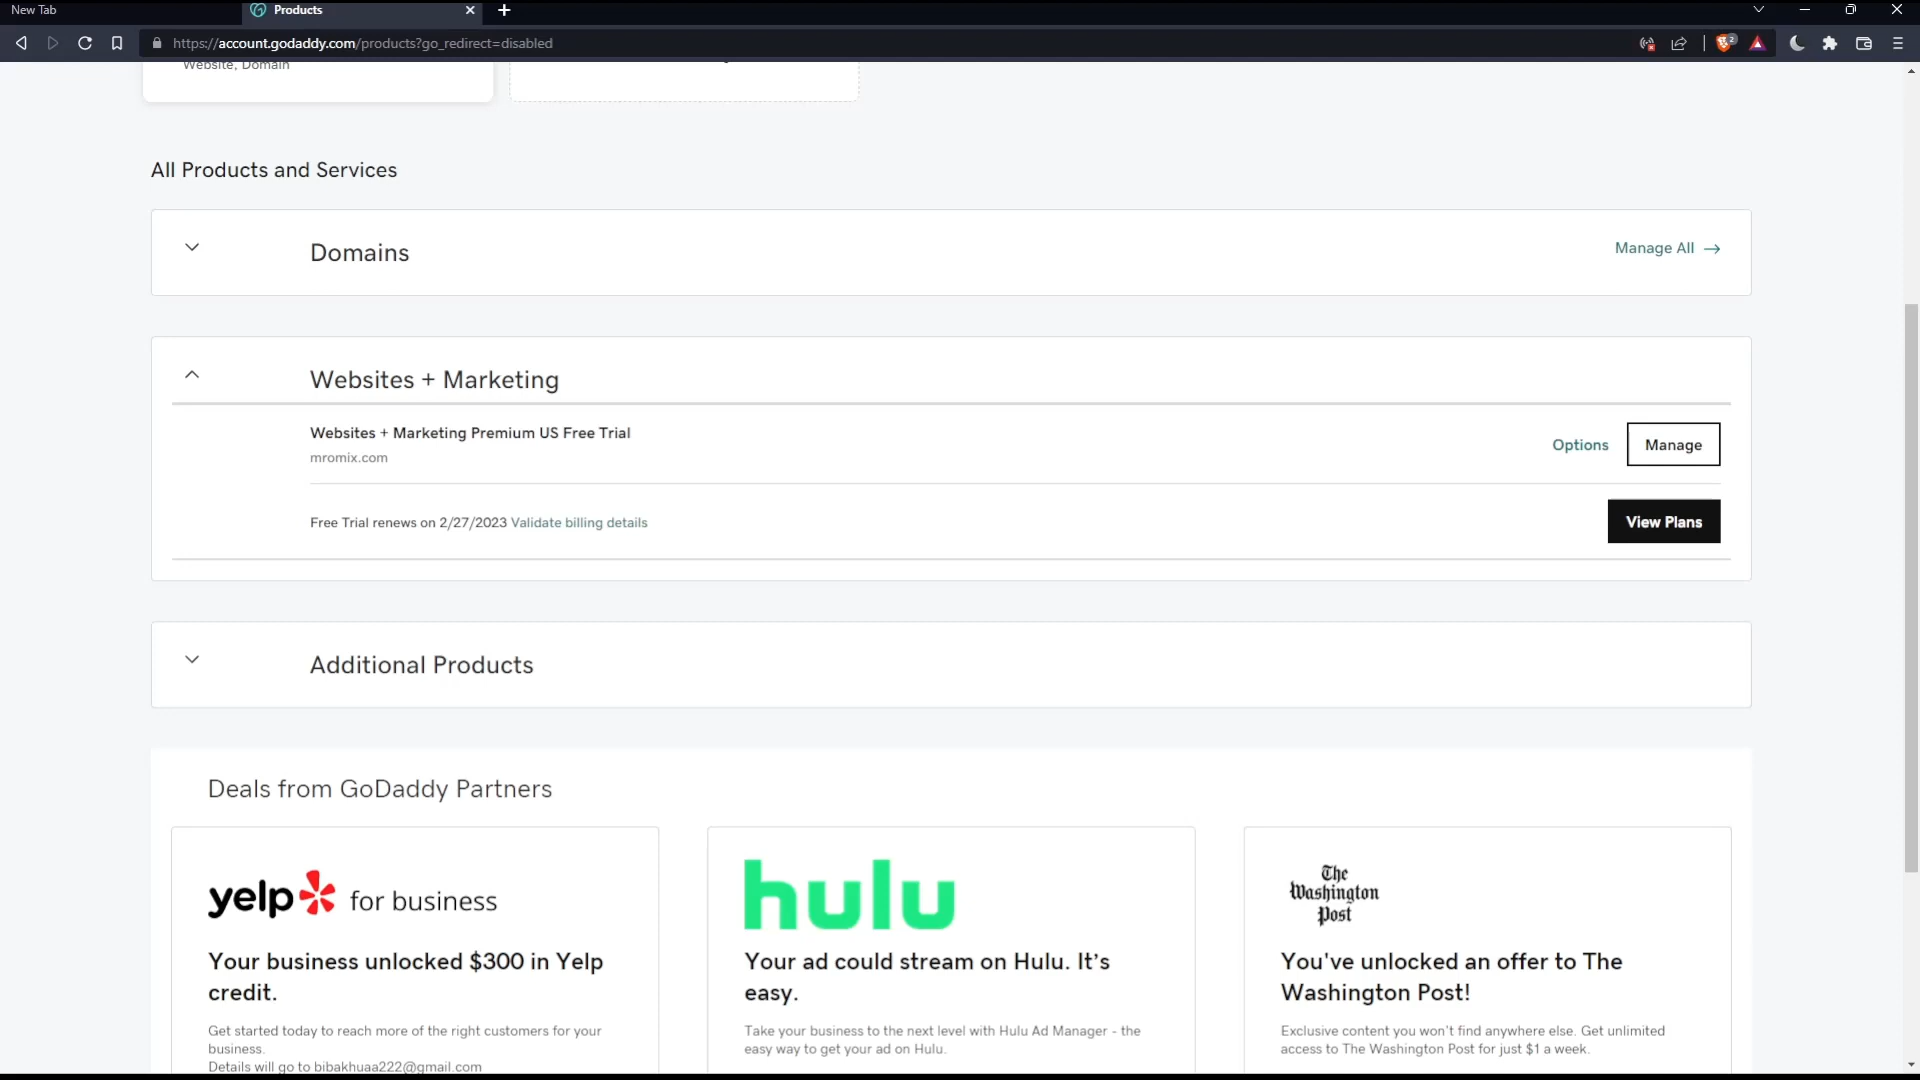 New Tab
Products
https://account.godaddy.com/products?go_redirect=disabled
2
Website, Domain
All Products and Services
Domains
Manage All →
Websites + Marketing
Websites + Marketing Premium US Free Trial
mromix.com
Options
Manage
Free Trial renews on 2/27/2023 Validate billing details
View Plans
Additional Products
Deals from GoDaddy Partners
yelp for business
Your business unlocked $300 in Yelp
credit.
Get started today to reach more of the right customers for your
business.
Details will go to bibakhuaa222@gmail.com
hulu
Your ad could stream on Hulu. It’s
easy.
Take your business to the next level with Hulu Ad Manager - the
easy way to get your ad on Hulu.
The
Washington
Post
You've unlocked an offer to The
Washington Post!
Exclusive content you won't find anywhere else. Get unlimited
access to The Washington Post for just $1 a week.